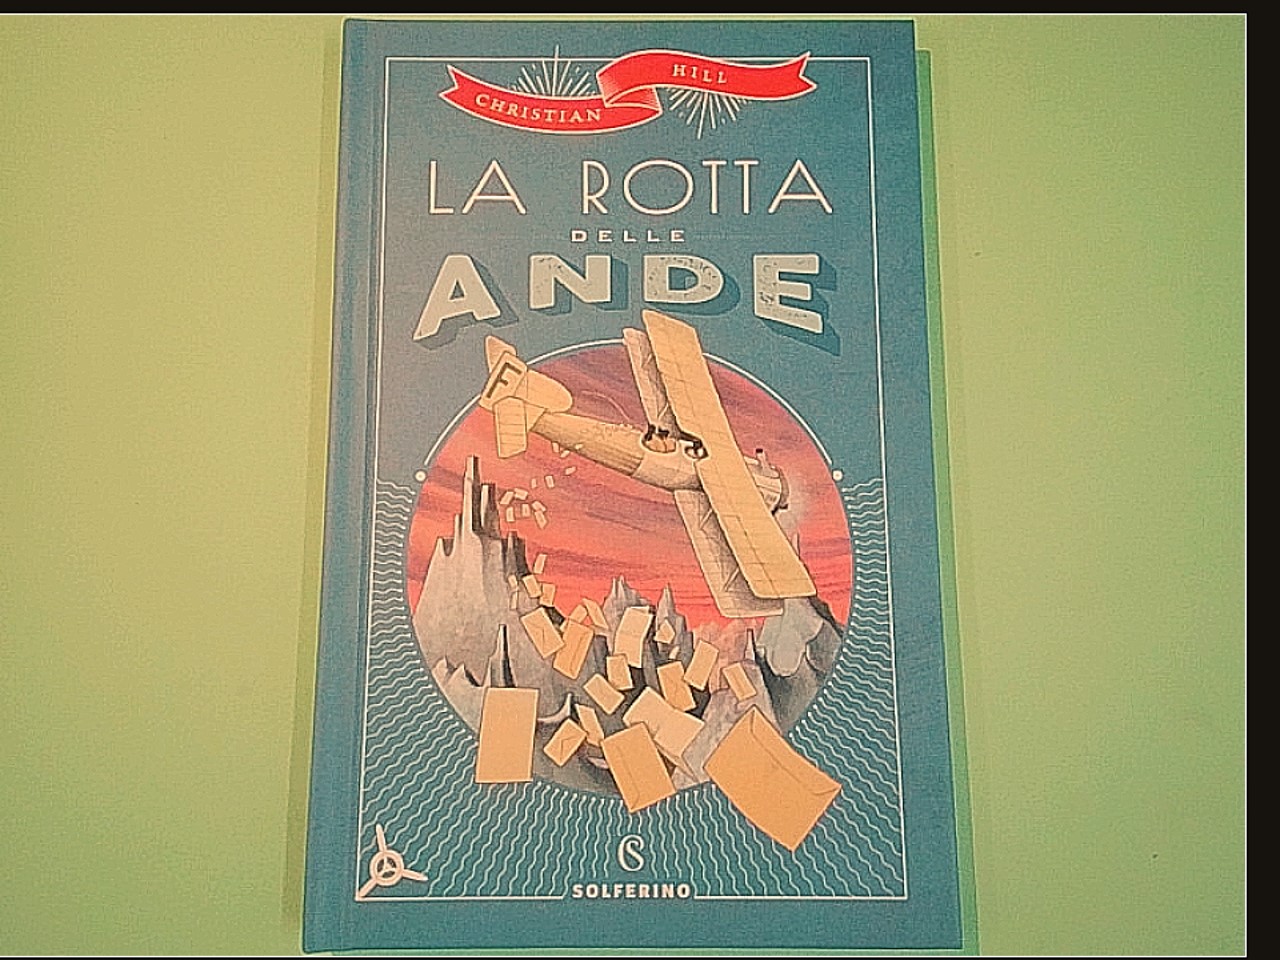 CHRISTIAN HILL
LA ROTTA
DELLE
ANDE
F
SOLFERINO